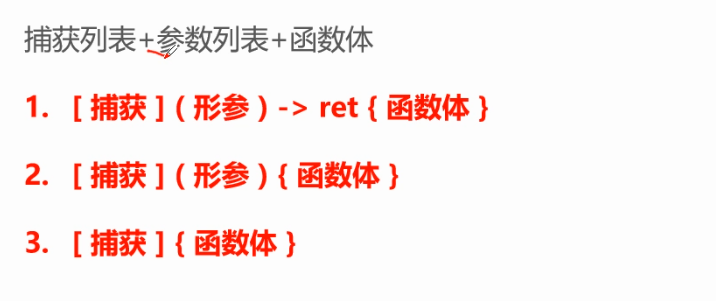 捕获列表+参数列表+函数体
1. [ 捕获 ] ( 形参 ) -> ret { 函数体 }
2. [ 捕获 ] ( 形参 ) { 函数体 }
3. [ 捕获 ] { 函数体 }